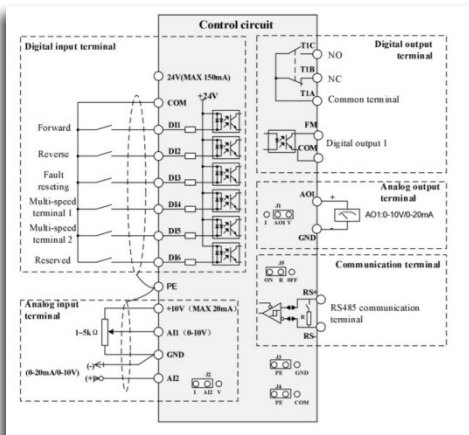 Control circuit
Digital input terminal
24V(MAX 150mA)
+24V
COM
Forward
DI1
Reverse
DI2
Fault
reseting
DI3
Multi-speed
terminal 1
DI4
Multi-speed
terminal 2
DI5
Reserved
DI6
PE
Analog input
terminal
+10V (MAX 20mA)
1~5kΩ
AI1 (0-10V)
GND
(-)
(0-20mA/0-10V)
(+)
AI2
J2
I AI2 V
Digital output
terminal
T1C
NO
T1B
NC
T1A
Common terminal
FM
COM
Digital output 1
Analog output
terminal
AO1
+
J1
I AO1 V
AO1:0-10V/0-20mA
GND
-
Communication terminal
J5
ON R OFF
RS+
R
RS485 communication
terminal
RS-
J3
PE GND
J4
PE COM